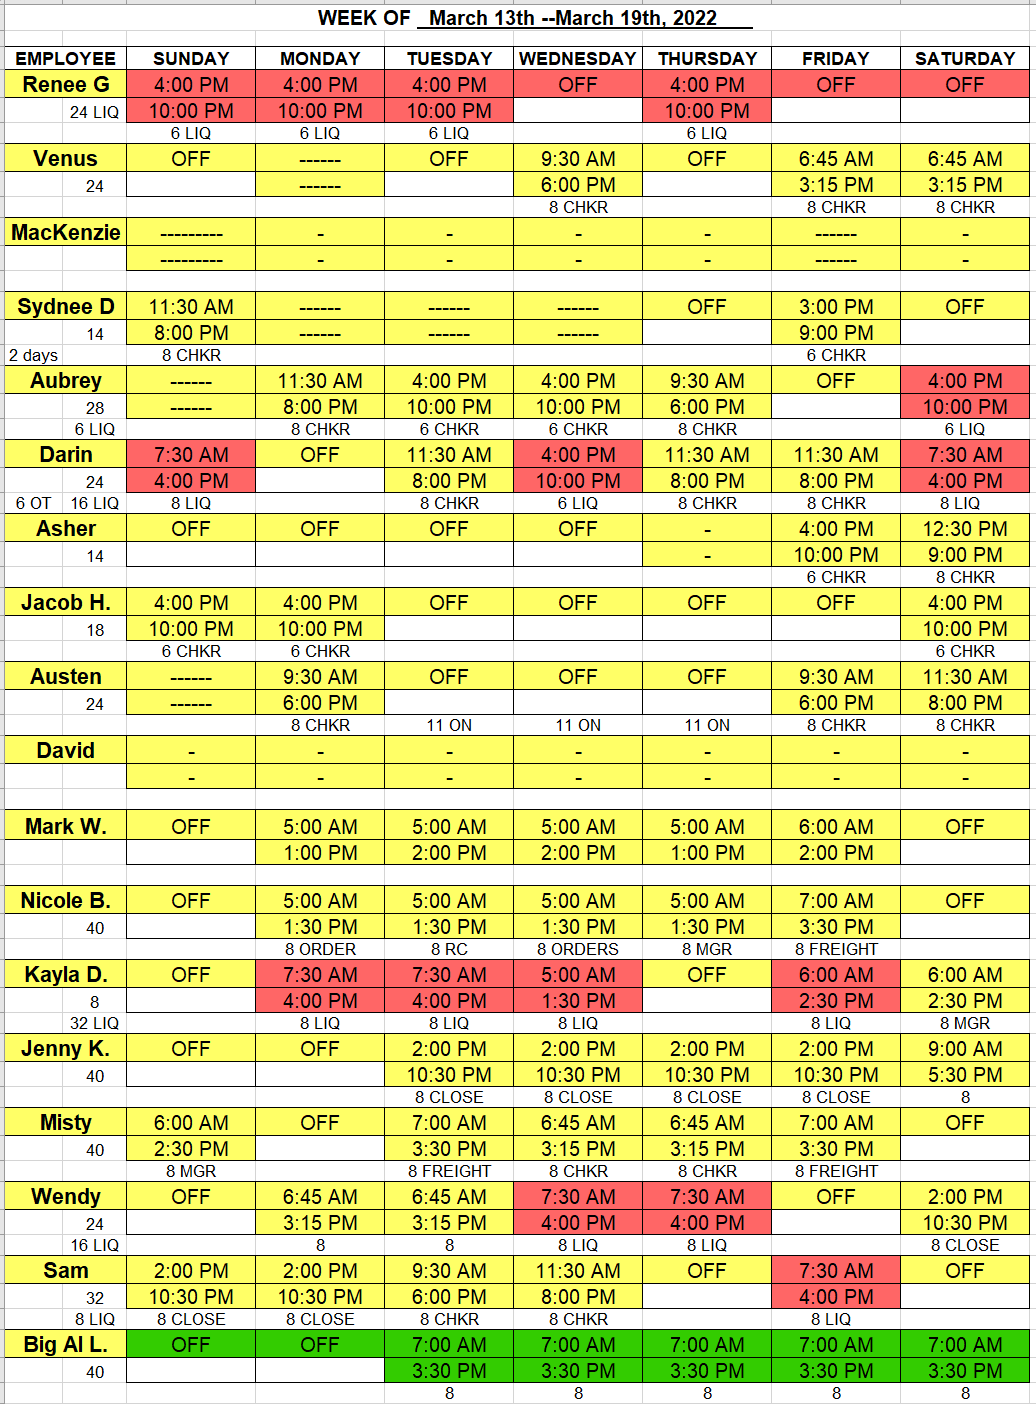 WEEK OF March 13th --March 19th, 2022
EMPLOYEE SUNDAY MONDAY TUESDAY WEDNESDAY THURSDAY FRIDAY SATURDAY
Renee G 4:00 PM 4:00 PM 4:00 PM OFF 4:00 PM OFF OFF
24 LIQ 10:00 PM 10:00 PM 10:00 PM 10:00 PM
6 LIQ 6 LIQ 6 LIQ 6 LIQ
Venus OFF ------ OFF 9:30 AM OFF 6:45 AM 6:45 AM
24 ------ 6:00 PM 3:15 PM 3:15 PM
8 CHKR 8 CHKR 8 CHKR
MacKenzie --------- - - - - ------ -
--------- - - - - ------ -
Sydnee D 11:30 AM ------ ------ ------ OFF 3:00 PM OFF
14 8:00 PM ------ ------ ------ 9:00 PM
2 days 8 CHKR 6 CHKR
Aubrey ------ 11:30 AM 4:00 PM 4:00 PM 9:30 AM OFF 4:00 PM
28 ------ 8:00 PM 10:00 PM 10:00 PM 6:00 PM 10:00 PM
6 LIQ 8 CHKR 6 CHKR 6 CHKR 8 CHKR 6 LIQ
Darin 7:30 AM OFF 11:30 AM 4:00 PM 11:30 AM 11:30 AM 7:30 AM
24 4:00 PM 8:00 PM 10:00 PM 8:00 PM 8:00 PM 4:00 PM
6 OT 16 LIQ 8 LIQ 8 CHKR 6 LIQ 8 CHKR 8 CHKR 8 LIQ
Asher OFF OFF OFF OFF - 4:00 PM 12:30 PM
14 - 10:00 PM 9:00 PM
6 CHKR 8 CHKR
Jacob H. 4:00 PM 4:00 PM OFF OFF OFF OFF 4:00 PM
18 10:00 PM 10:00 PM 10:00 PM
6 CHKR 6 CHKR 6 CHKR
Austen ------ 9:30 AM OFF OFF OFF 9:30 AM 11:30 AM
24 ------ 6:00 PM 6:00 PM 8:00 PM
8 CHKR 11 ON 11 ON 11 ON 8 CHKR 8 CHKR
David - - - - - - -
- - - - - - -
Mark W. OFF 5:00 AM 5:00 AM 5:00 AM 5:00 AM 6:00 AM OFF
1:00 PM 2:00 PM 2:00 PM 1:00 PM 2:00 PM
Nicole B. OFF 5:00 AM 5:00 AM 5:00 AM 5:00 AM 7:00 AM OFF
40 1:30 PM 1:30 PM 1:30 PM 1:30 PM 3:30 PM
8 ORDER 8 RC 8 ORDERS 8 MGR 8 FREIGHT
Kayla D. OFF 7:30 AM 7:30 AM 5:00 AM OFF 6:00 AM 6:00 AM
8 4:00 PM 4:00 PM 1:30 PM 2:30 PM 2:30 PM
32 LIQ 8 LIQ 8 LIQ 8 LIQ 8 LIQ 8 MGR
Jenny K. OFF OFF 2:00 PM 2:00 PM 2:00 PM 2:00 PM 9:00 AM
40 10:30 PM 10:30 PM 10:30 PM 10:30 PM 5:30 PM
8 CLOSE 8 CLOSE 8 CLOSE 8 CLOSE 8
Misty 6:00 AM OFF 7:00 AM 6:45 AM 6:45 AM 7:00 AM OFF
40 2:30 PM 3:30 PM 3:15 PM 3:15 PM 3:30 PM
8 MGR 8 FREIGHT 8 CHKR 8 CHKR 8 FREIGHT
Wendy OFF 6:45 AM 6:45 AM 7:30 AM 7:30 AM OFF 2:00 PM
24 3:15 PM 3:15 PM 4:00 PM 4:00 PM 10:30 PM
16 LIQ 8 8 8 LIQ 8 LIQ 8 CLOSE
Sam 2:00 PM 2:00 PM 9:30 AM 11:30 AM OFF 7:30 AM OFF
32 10:30 PM 10:30 PM 6:00 PM 8:00 PM 4:00 PM
8 LIQ 8 CLOSE 8 CLOSE 8 CHKR 8 CHKR 8 LIQ
Big Al L. OFF OFF 7:00 AM 7:00 AM 7:00 AM 7:00 AM 7:00 AM
40 3:30 PM 3:30 PM 3:30 PM 3:30 PM 3:30 PM
8 8 8 8 8